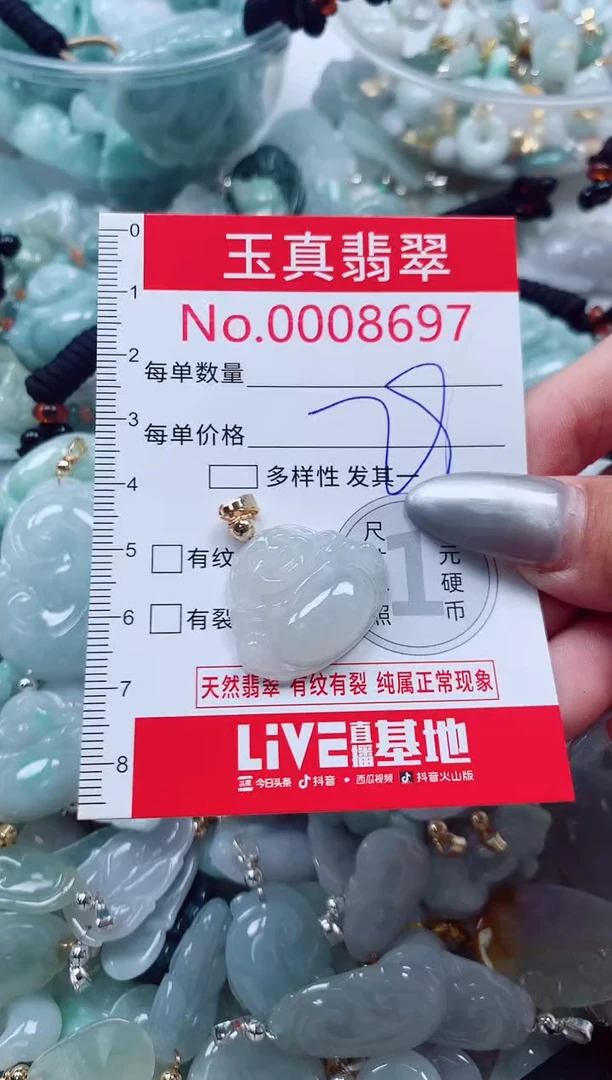 玉真翡翠
No.0008697
每单数量
每单价格
多样性 发其一
有纹
有裂
尺
照
1元硬币
天然翡翠 有纹有裂 纯属正常现象
LiVE直播基地
头条 今日头条 抖音 • 西瓜视频 抖音火山版
0
1
2
3
4
5
6
7
8